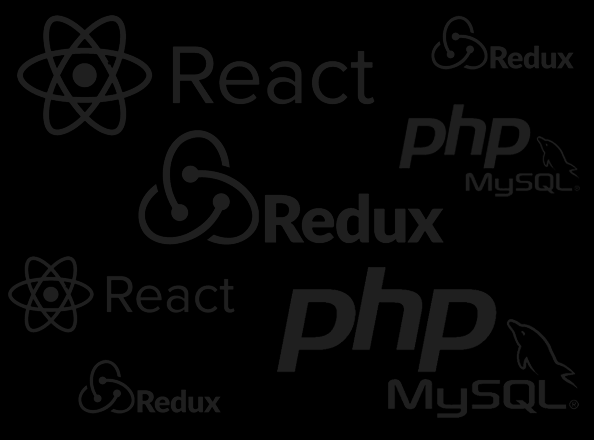 React
Redux
php
MySQL®
Redux
React
php
MySQL®
Redux